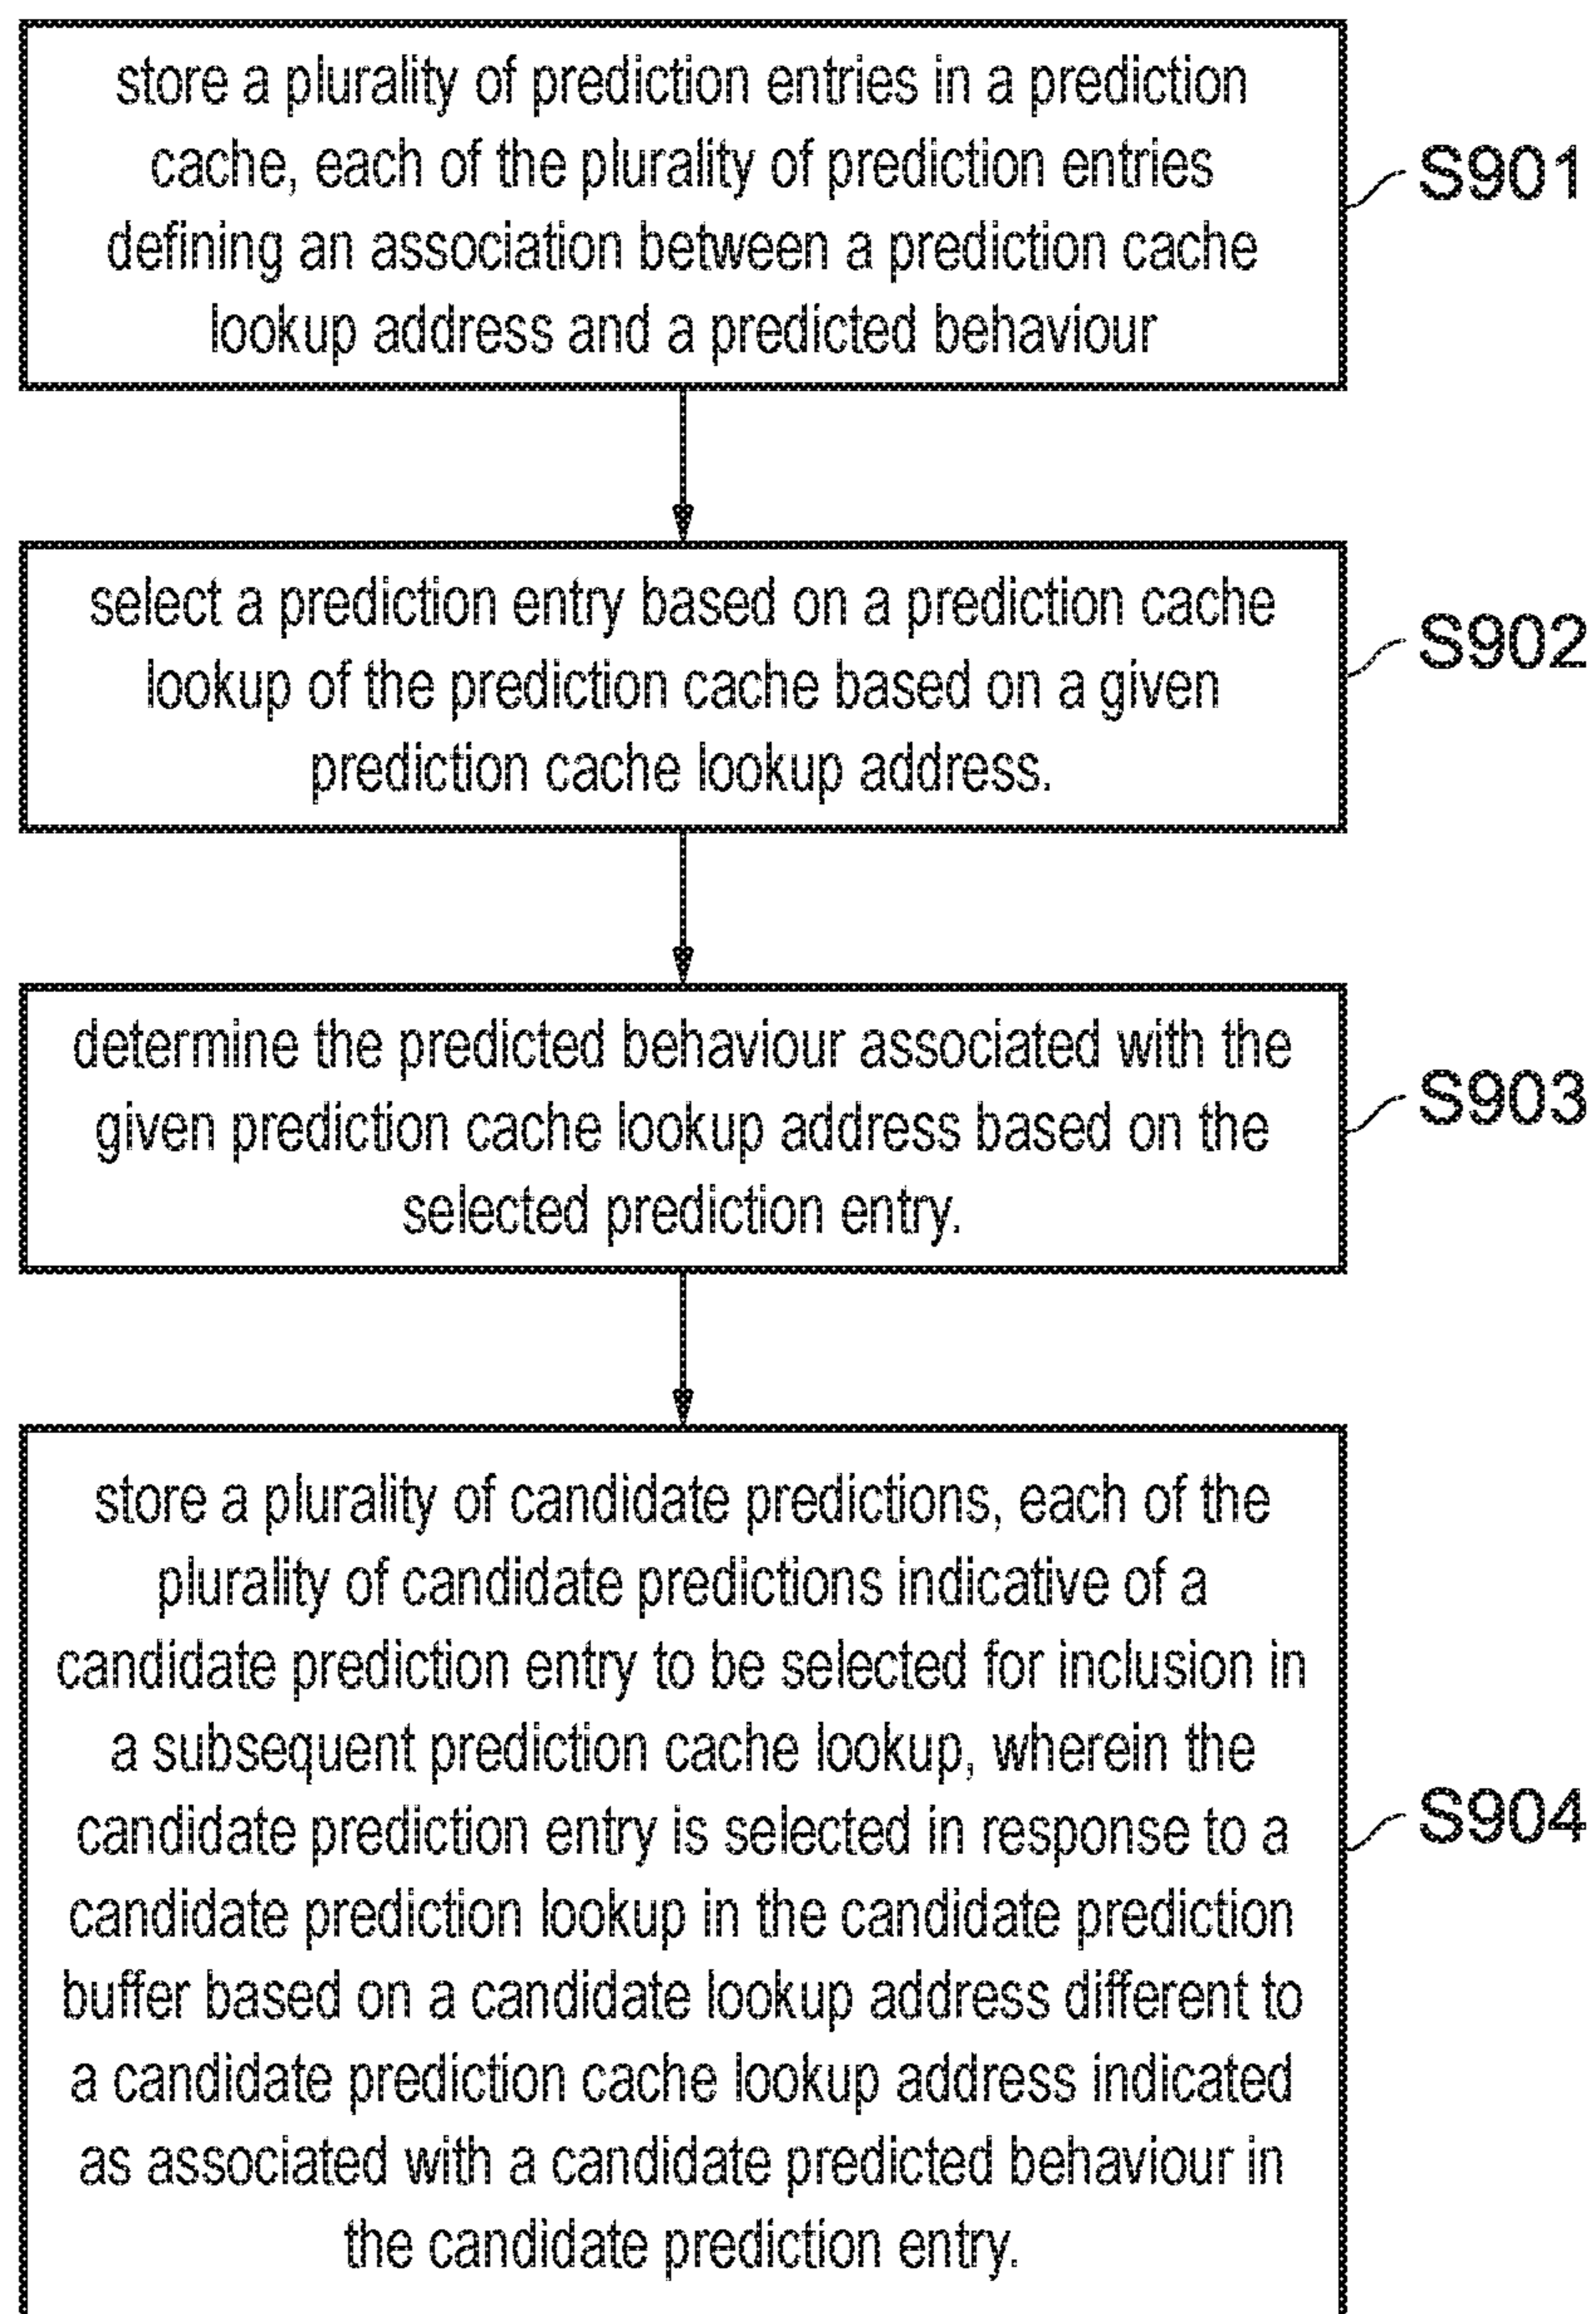 store a plurality of prediction entries in a prediction
cache, each of the plurality of prediction entries
defining an association between a prediction cache
lookup address and a predicted behaviour
S901
select a prediction entry based on a prediction cache
lookup of the prediction cache based on a given
prediction cache lookup address.
S902
determine the predicted behaviour associated with the
given prediction cache lookup address based on the
selected prediction entry.
S903
store a plurality of candidate predictions, each of the
plurality of candidate predictions indicative of a
candidate prediction entry to be selected for inclusion in
a subsequent prediction cache lookup, wherein the
candidate prediction entry is selected in response to a
candidate prediction lookup in the candidate prediction
buffer based on a candidate lookup address different to
a candidate prediction cache lookup address indicated
as associated with a candidate predicted behaviour in
the candidate prediction entry.
S904